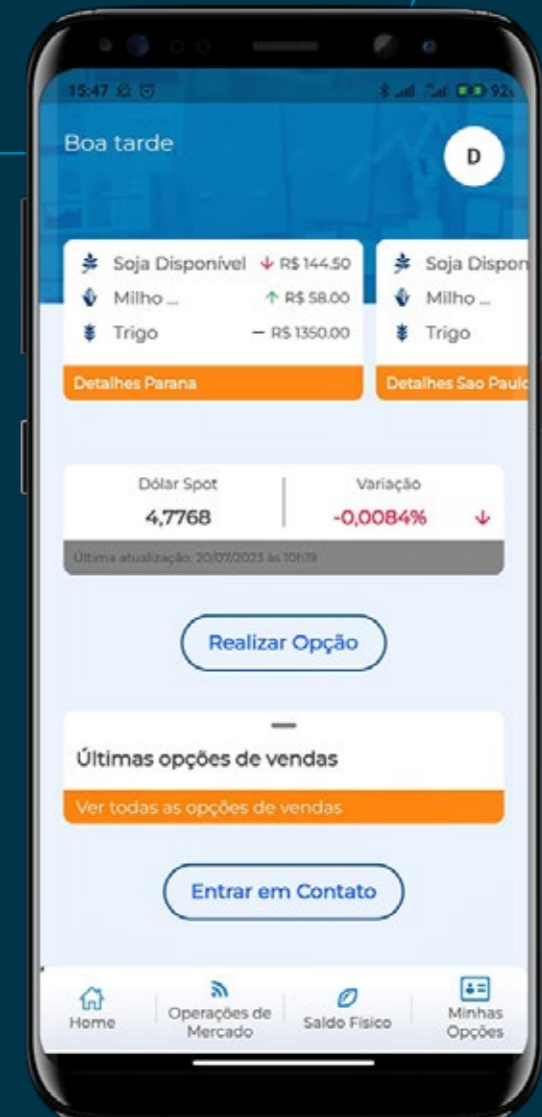 15:47
92%
Boa tarde
D
Soja Disponível ↓ R$ 144.50
Milho ... ↑ R$ 58.00
Trigo — R$ 1350.00
Detalhes Parana
Soja Dispon
Milho ...
Trigo
Detalhes Sao Paulo
Dólar Spot
4,7768
Variação
-0,0084% ↓
Última atualização: 20/07/2023 às 10h19
Realizar Opção
Últimas opções de vendas
Ver todas as opções de vendas
Entrar em Contato
Home
Operações de
Mercado
Saldo Físico
Minhas
Opções